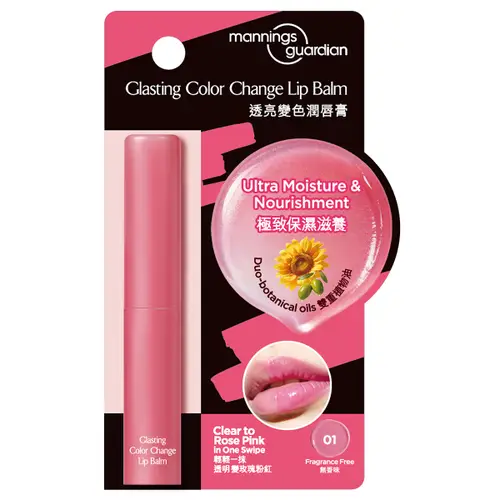 mannings
guardian
Glasting Color Change Lip Balm
透亮變色潤唇膏
Ultra Moisture &
Nourishment
極致保濕滋養
Duo-botanical oils 雙重植物油
Clear to
Rose Pink
in One Swipe
輕輕一抹
透明變玫瑰粉紅
01
Fragrance Free
無香味
Glasting
Color Change
Lip Balm